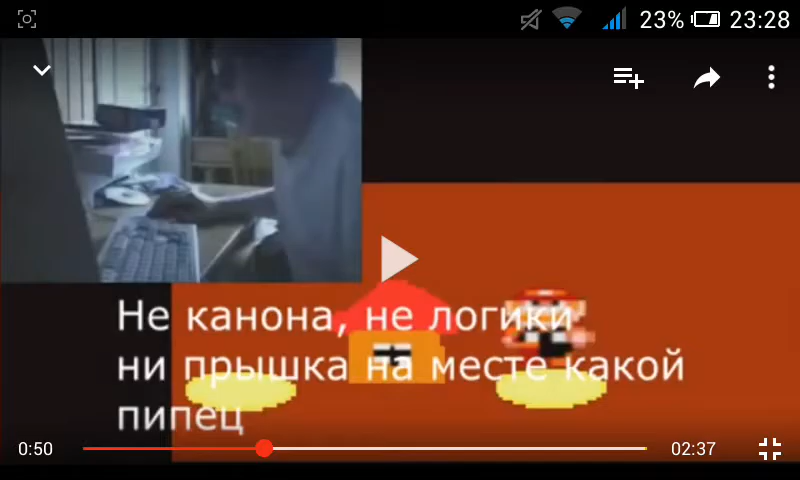 23% 23:28
Не канона, не логики
ни прышка на месте какой
пипец
0:50 02:37